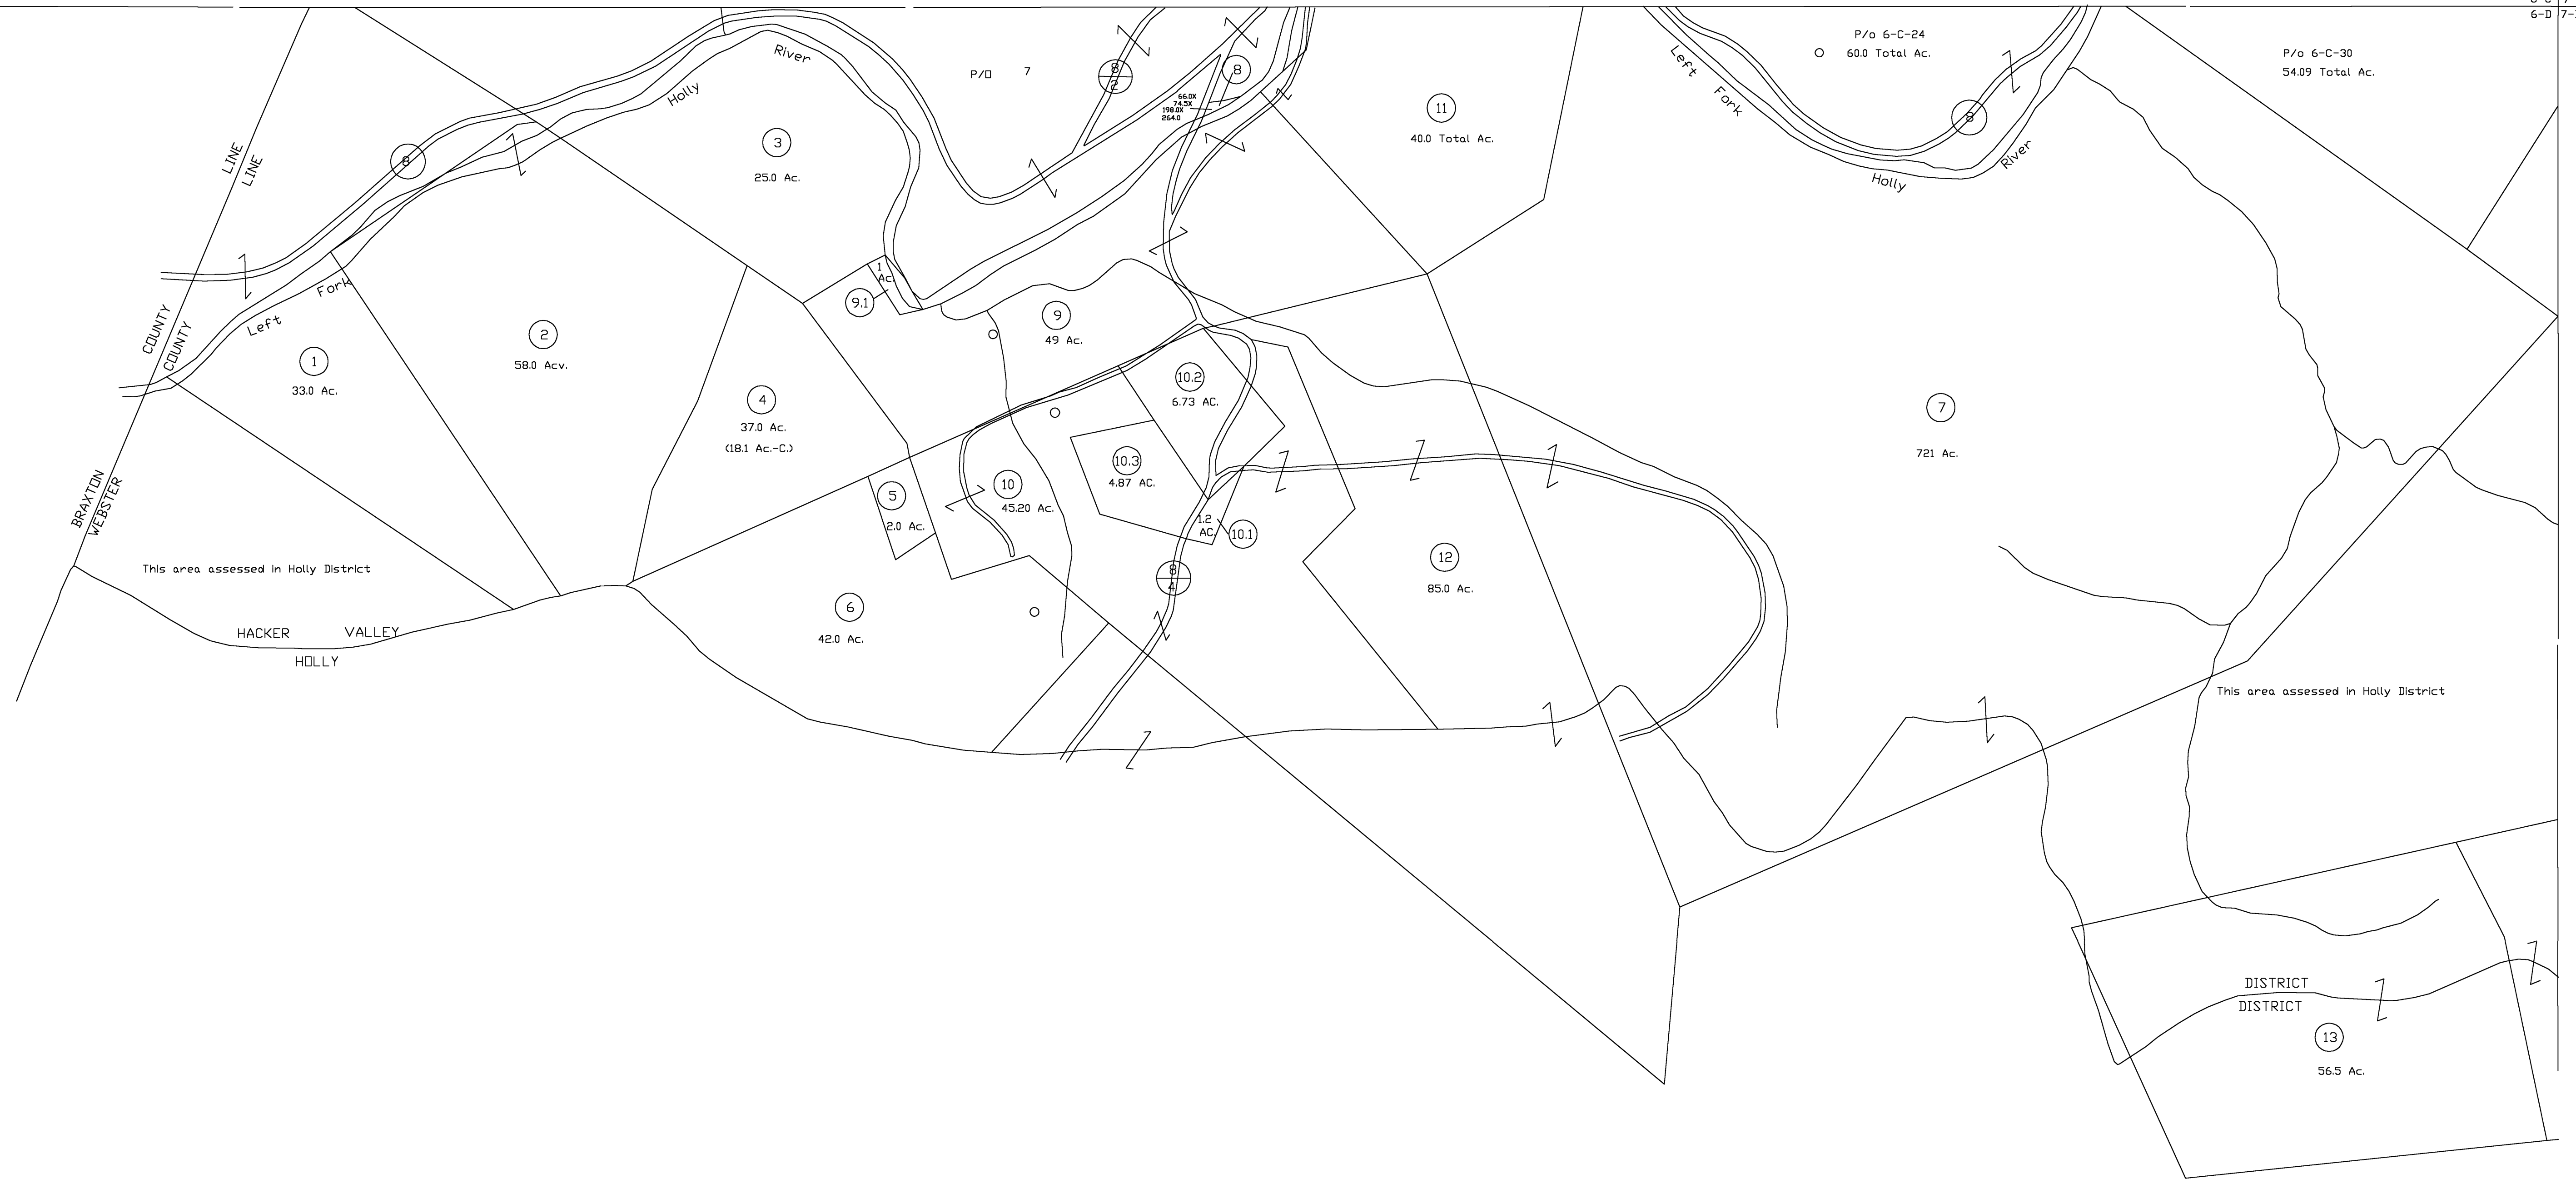 6-D 7-
P/o 6-C-24
60.0 Total Ac.
P/o 6-C-30
54.09 Total Ac.
River
Holly
P/O 7
8
2
8
66.0X
74.5X
198.0X
264.0
11
40.0 Total Ac.
Left
Fork
Holly
River
8
LINE
LINE
8
3
25.0 Ac.
1
Ac.
9.1
Fork
Left
COUNTY
COUNTY
1
33.0 Ac.
2
58.0 Acv.
4
37.0 Ac.
(18.1 Ac.-C.)
9
49 Ac.
10.2
6.73 AC.
10.3
4.87 AC.
10
45.20 Ac.
5
2.0 Ac.
1.2
AC.
10.1
7
721 Ac.
BRAXTON
WEBSTER
This area assessed in Holly District
8
4
12
85.0 Ac.
6
42.0 Ac.
HACKER VALLEY
HOLLY
This area assessed in Holly District
DISTRICT
DISTRICT
13
56.5 Ac.